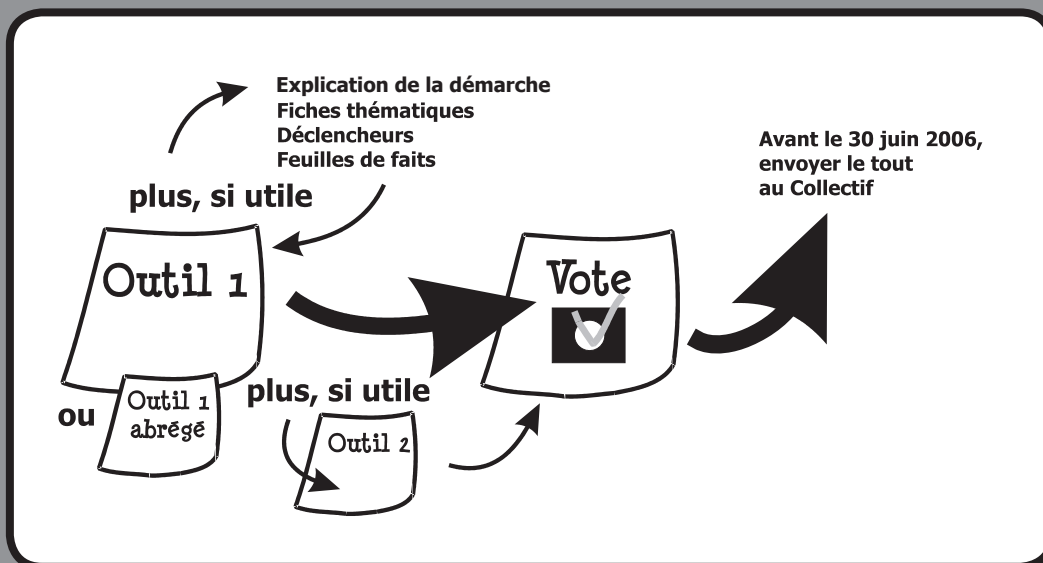 Explication de la démarche
Fiches thématiques
Déclencheurs
Feuilles de faits
plus, si utile
Outil 1
ou
Outil 1
abrégé
plus, si utile
Outil 2
Vote
Avant le 30 juin 2006,
envoyer le tout
au Collectif